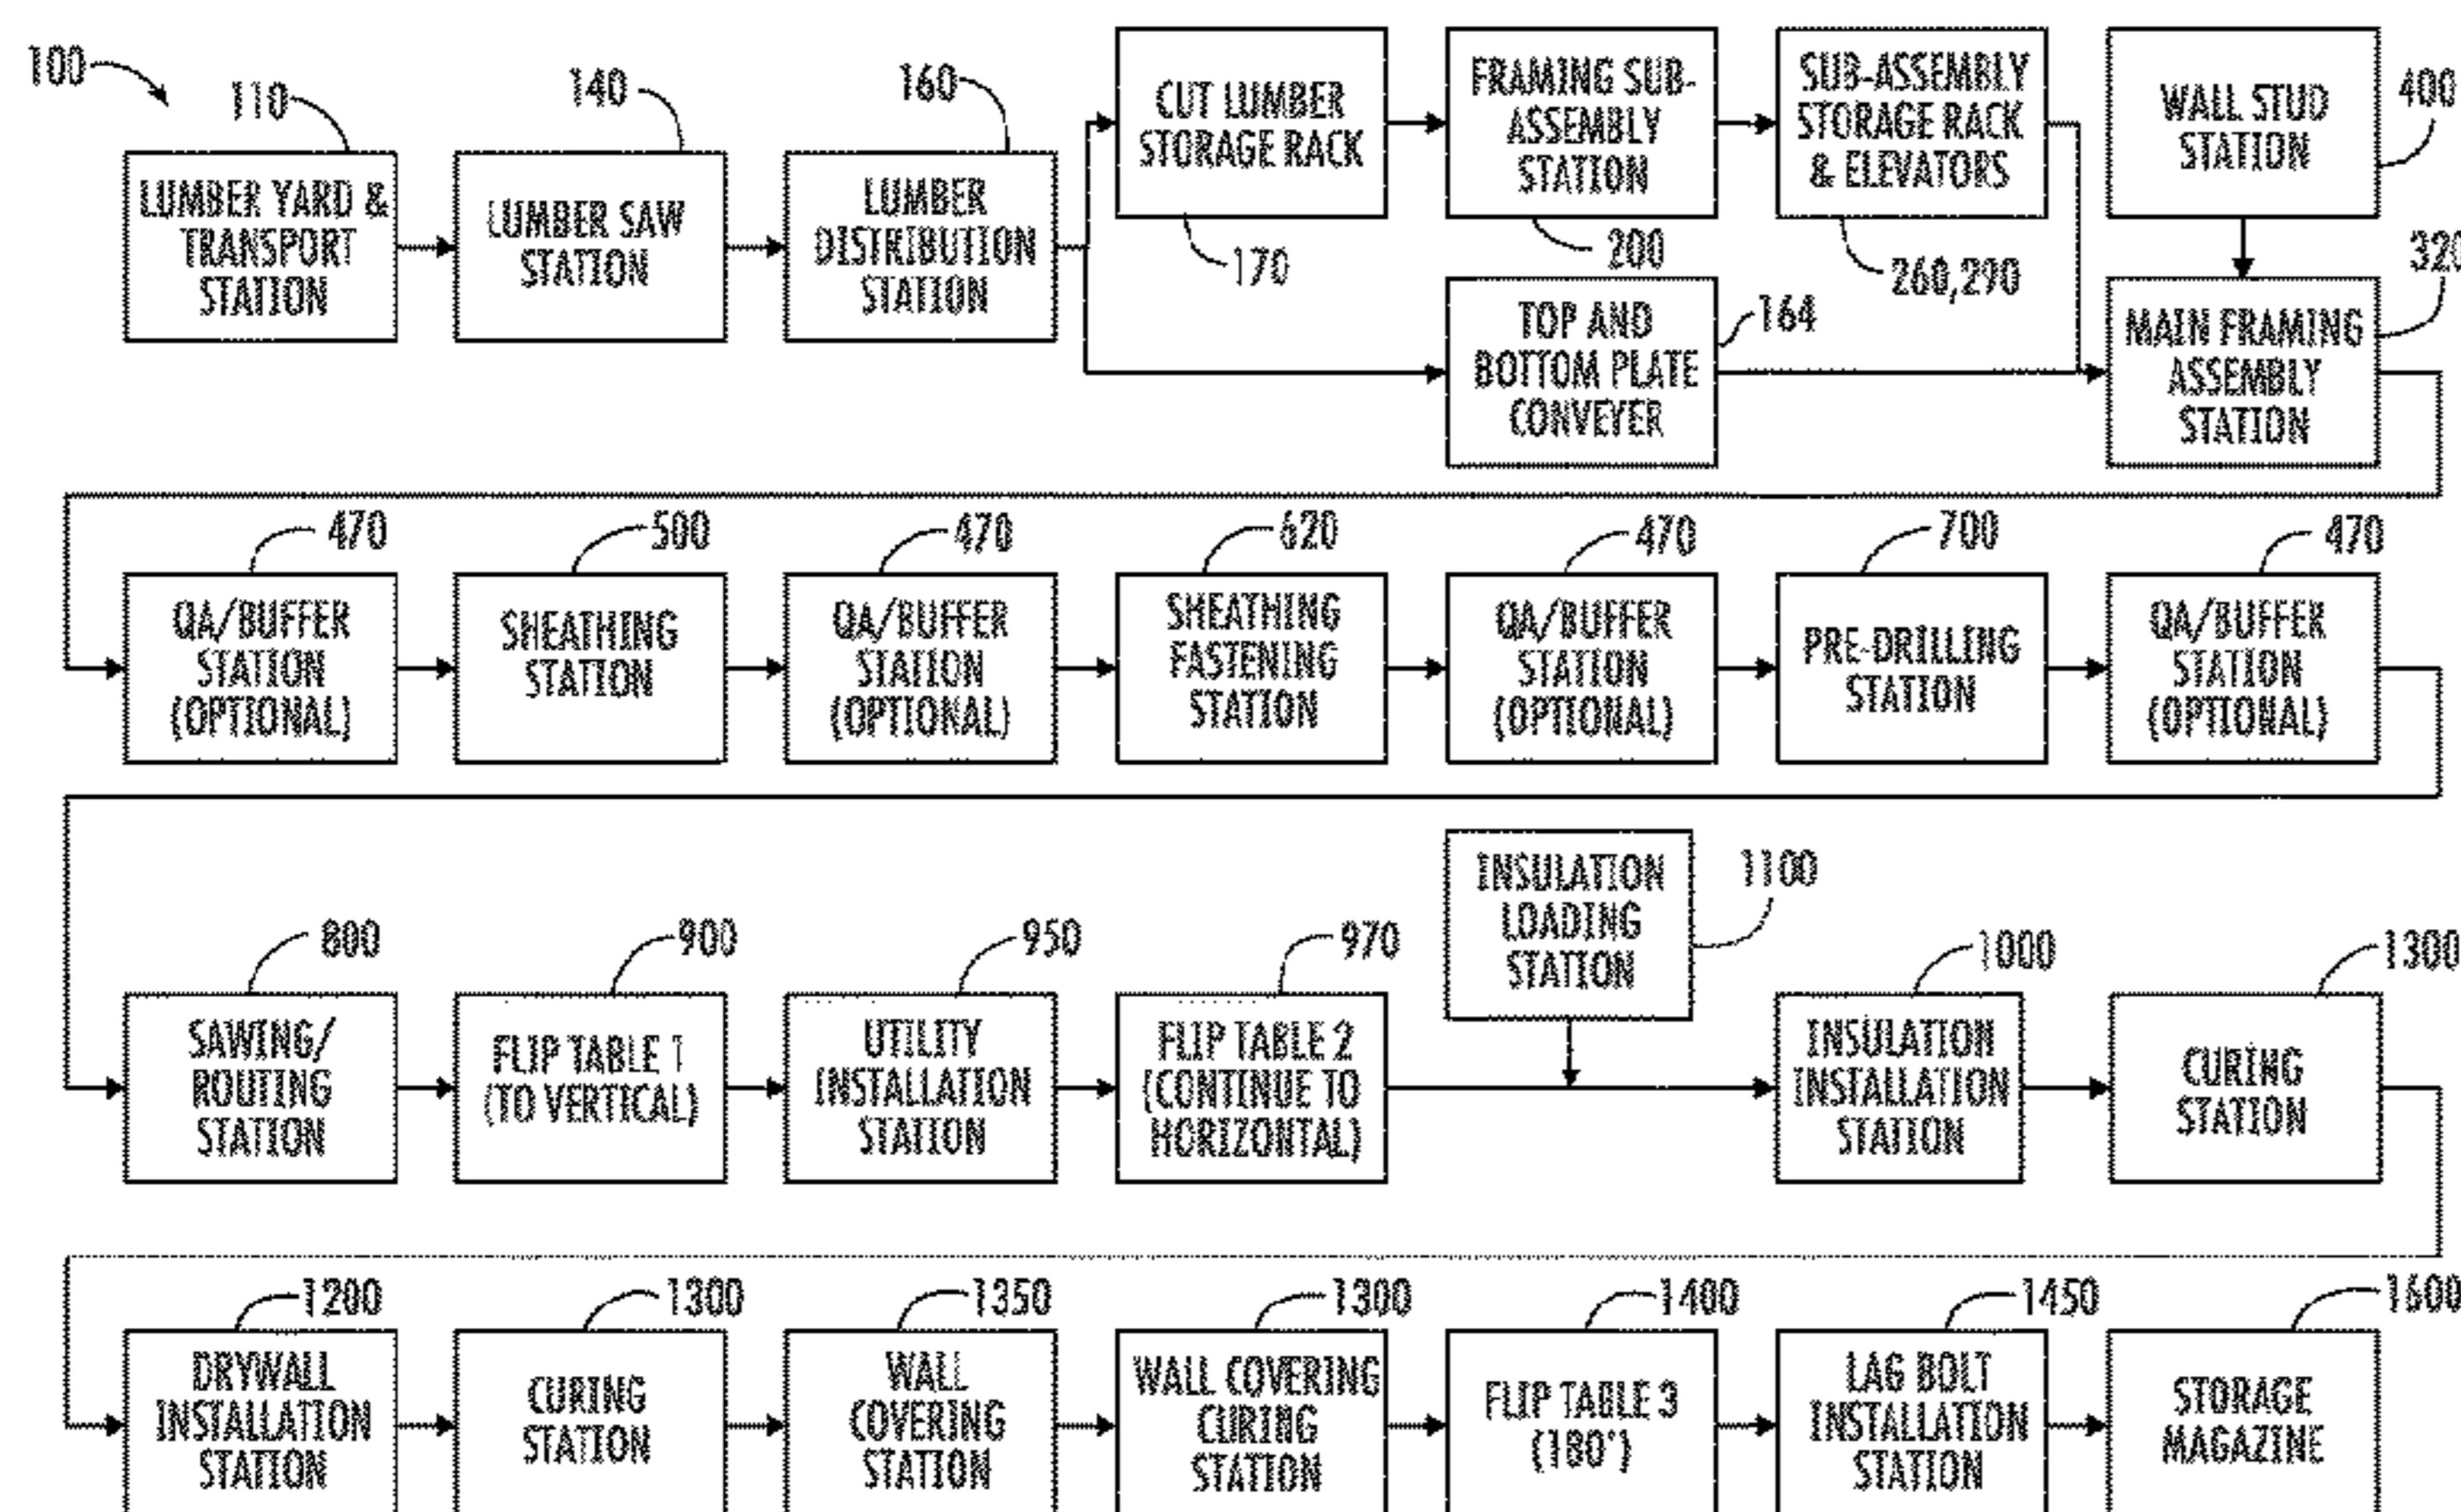 100
110
LUMBER YARD &
TRANSPORT
STATION
140
LUMBER SAW
STATION
160
LUMBER
DISTRIBUTION
STATION
CUT LUMBER
STORAGE RACK
170
FRAMING SUB-
ASSEMBLY
STATION
200
SUB-ASSEMBLY
STORAGE RACK
& ELEVATORS
260,290
WALL STUD
STATION
400
TOP AND
BOTTOM PLATE
CONVEYER
164
MAIN FRAMING
ASSEMBLY
STATION
320
470
QA/BUFFER
STATION
(OPTIONAL)
500
SHEATHING
STATION
470
QA/BUFFER
STATION
(OPTIONAL)
620
SHEATHING
FASTENING
STATION
470
QA/BUFFER
STATION
(OPTIONAL)
700
PRE-DRILLING
STATION
470
QA/BUFFER
STATION
(OPTIONAL)
800
SAWING/
ROUTING
STATION
900
FLIP TABLE 1
(TO VERTICAL)
950
UTILITY
INSTALLATION
STATION
970
FLIP TABLE 2
(CONTINUE TO
HORIZONTAL)
INSULATION
LOADING
STATION
1100
1000
INSULATION
INSTALLATION
STATION
1300
CURING
STATION
1200
DRYWALL
INSTALLATION
STATION
1300
CURING
STATION
1350
WALL
COVERING
STATION
1300
WALL COVERING
CURING
STATION
1400
FLIP TABLE 3
(180°)
1450
LAG BOLT
INSTALLATION
STATION
1600
STORAGE
MAGAZINE